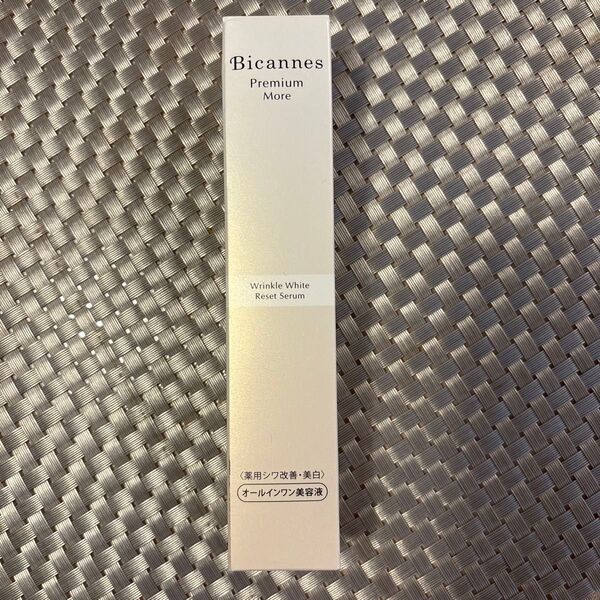 Bicannes
Premium
More
Wrinkle White
Reset Serum
〈薬用シワ改善・美白〉
オールインワン美容液